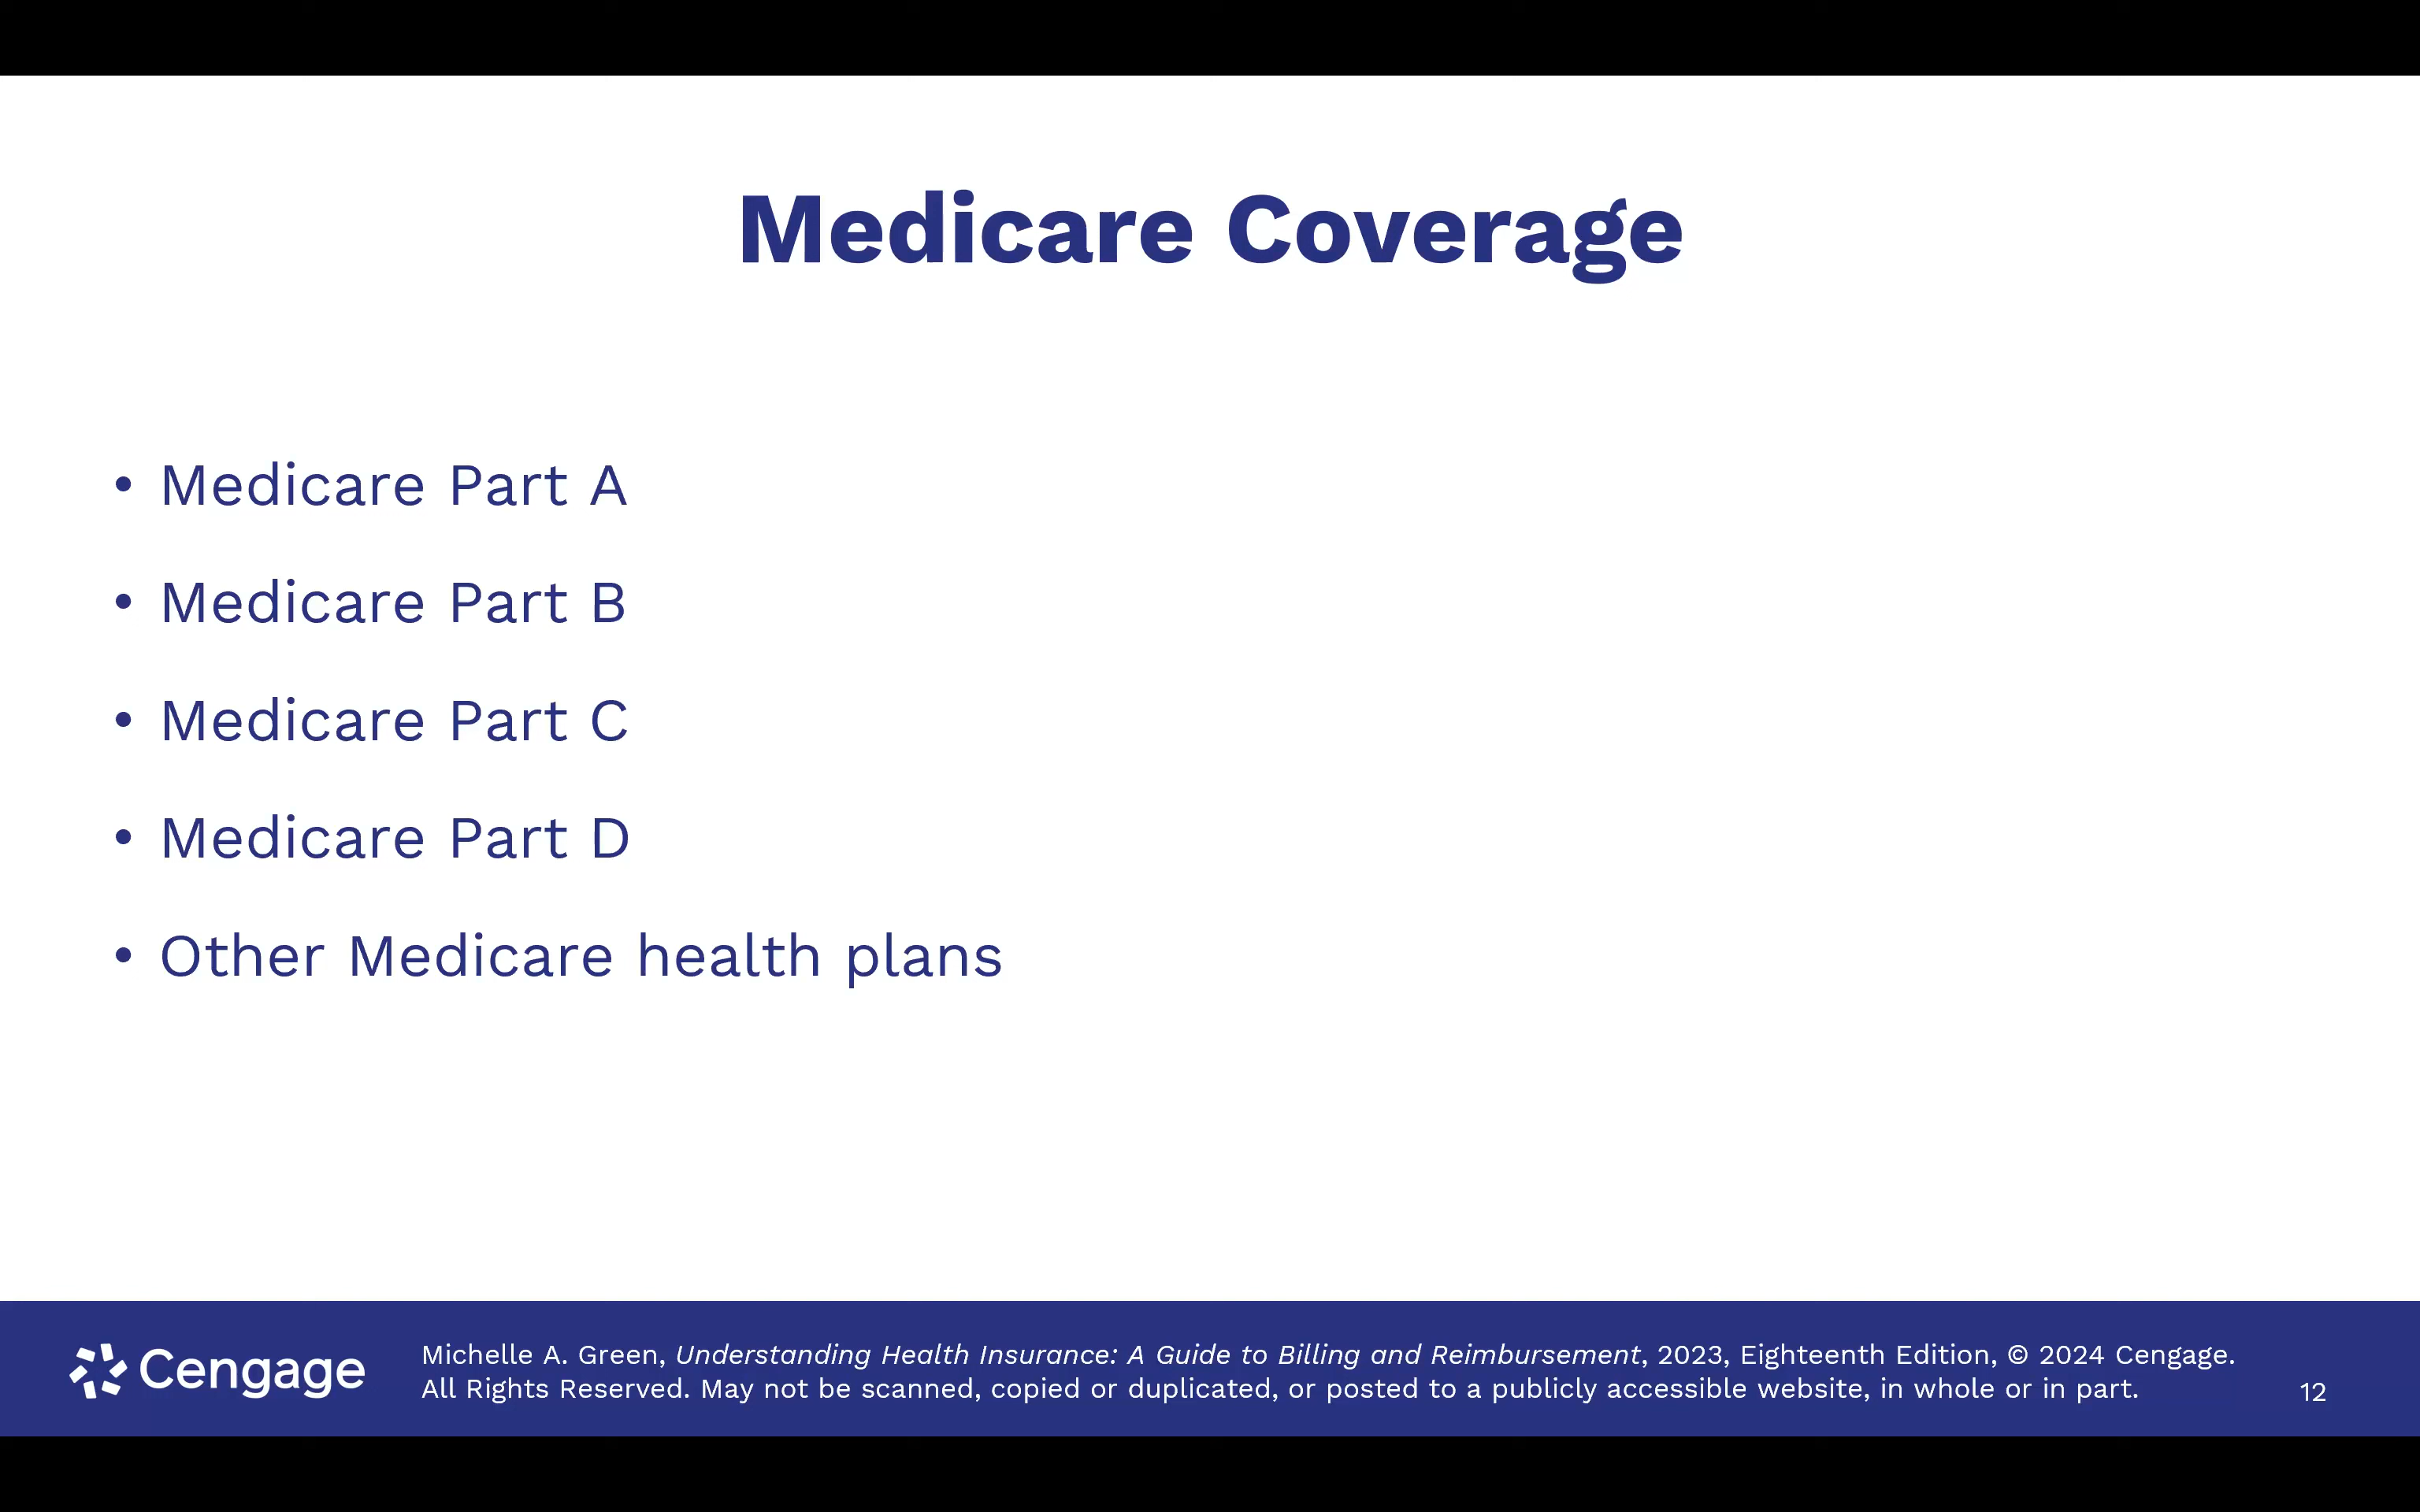 Medicare Coverage
• Medicare Part A
• Medicare Part B
• Medicare Part C
• Medicare Part D
• Other Medicare health plans
Cengage
Michelle A. Green, Understanding Health Insurance: A Guide to Billing and Reimbursement, 2023, Eighteenth Edition, © 2024 Cengage.
All Rights Reserved. May not be scanned, copied or duplicated, or posted to a publicly accessible website, in whole or in part.
12